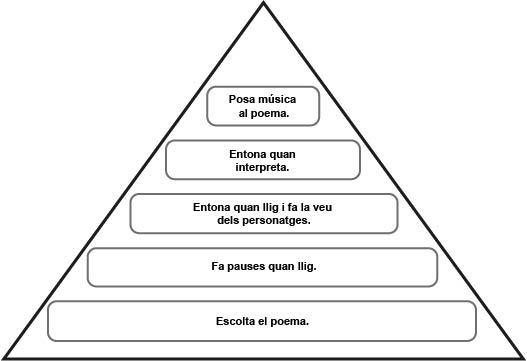 Posa música
al poema.
Entona quan
interpreta.
Entona quan llig i fa la veu
dels personatges.
Fa pauses quan llig.
Escolta el poema.